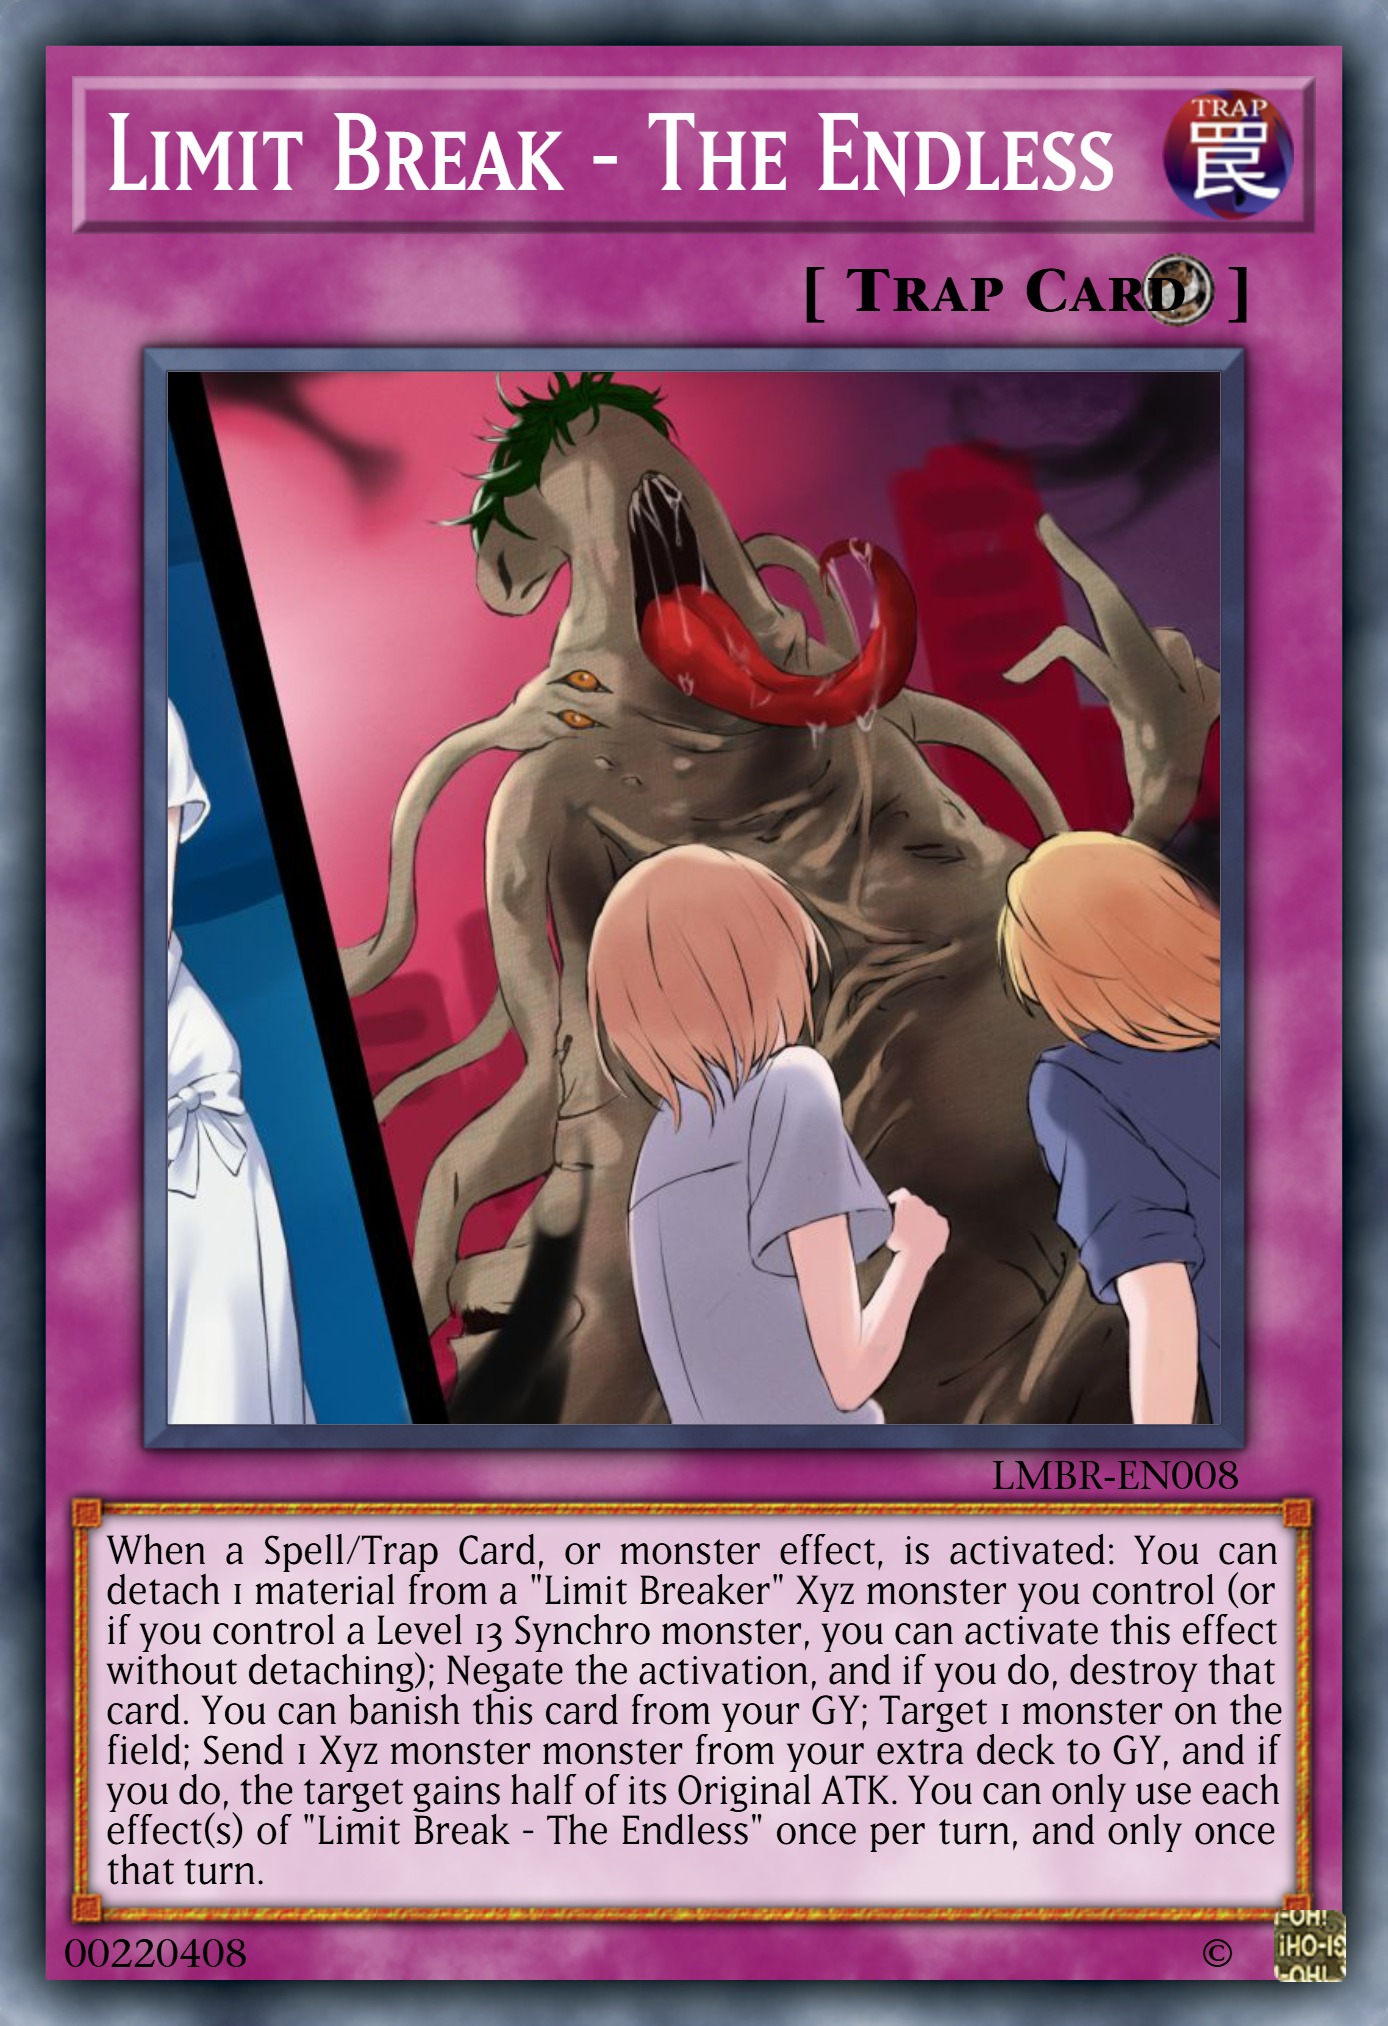 Limit Break - The Endless
TRAP
罠
[ Trap Card ]
LMBR-EN008
When a Spell/Trap Card, or monster effect, is activated: You can
detach 1 material from a "Limit Breaker" Xyz monster you control (or
if you control a Level 13 Synchro monster, you can activate this effect
without detaching); Negate the activation, and if you do, destroy that
card. You can banish this card from your GY; Target 1 monster on the
field; Send 1 Xyz monster monster from your extra deck to GY, and if
you do, the target gains half of its Original ATK. You can only use each
effect(s) of "Limit Break - The Endless" once per turn, and only once
that turn.
00220408
©
-OH!
iHO-IS
-OH!